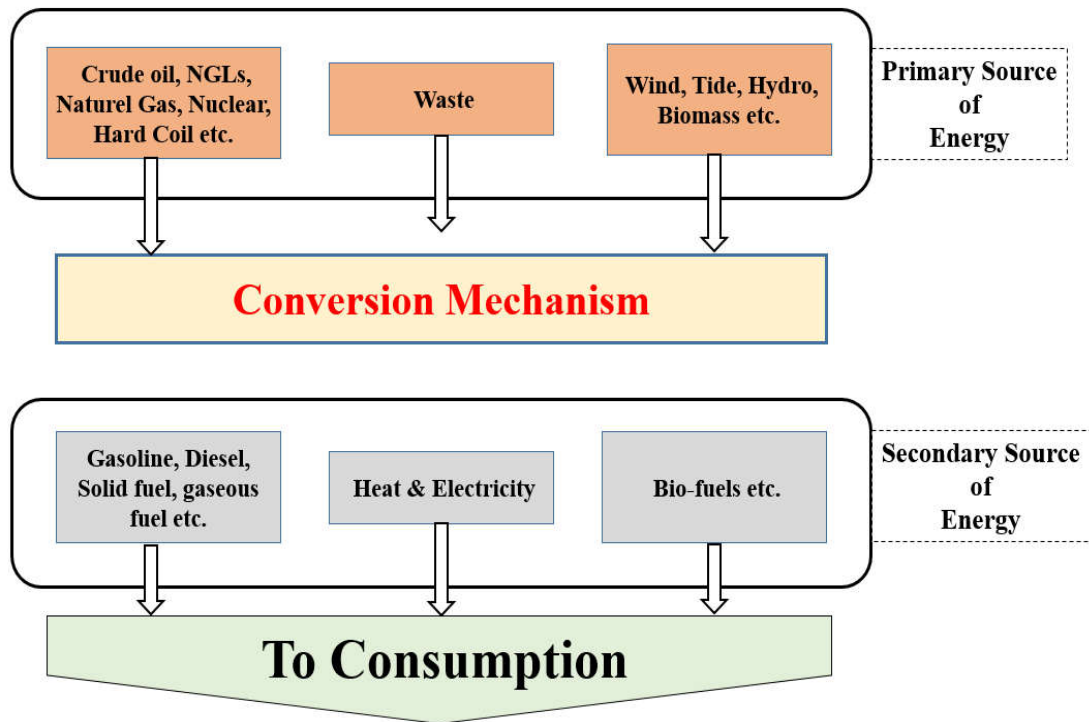 Crude oil, NGLs,
Naturel Gas, Nuclear,
Hard Coil etc.
Waste
Wind, Tide, Hydro,
Biomass etc.
Primary Source
of
Energy
Conversion Mechanism
Gasoline, Diesel,
Solid fuel, gaseous
fuel etc.
Heat & Electricity
Bio-fuels etc.
Secondary Source
of
Energy
To Consumption